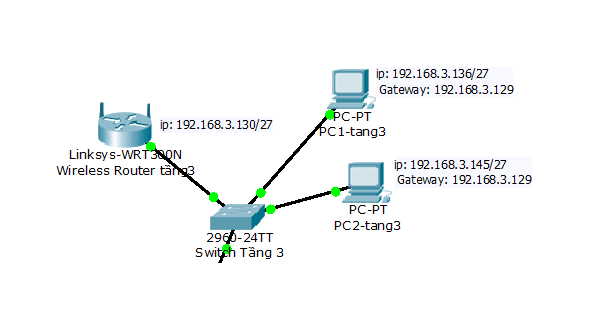 ip: 192.168.3.136/27
Gateway: 192.168.3.129
PC-PT
PC1-tang3
ip: 192.168.3.130/27
Linksys-WRT300N
Wireless Router tầng3
ip: 192.168.3.145/27
Gateway: 192.168.3.129
PC-PT
PC2-tang3
2960-24TT
Switch Tầng 3